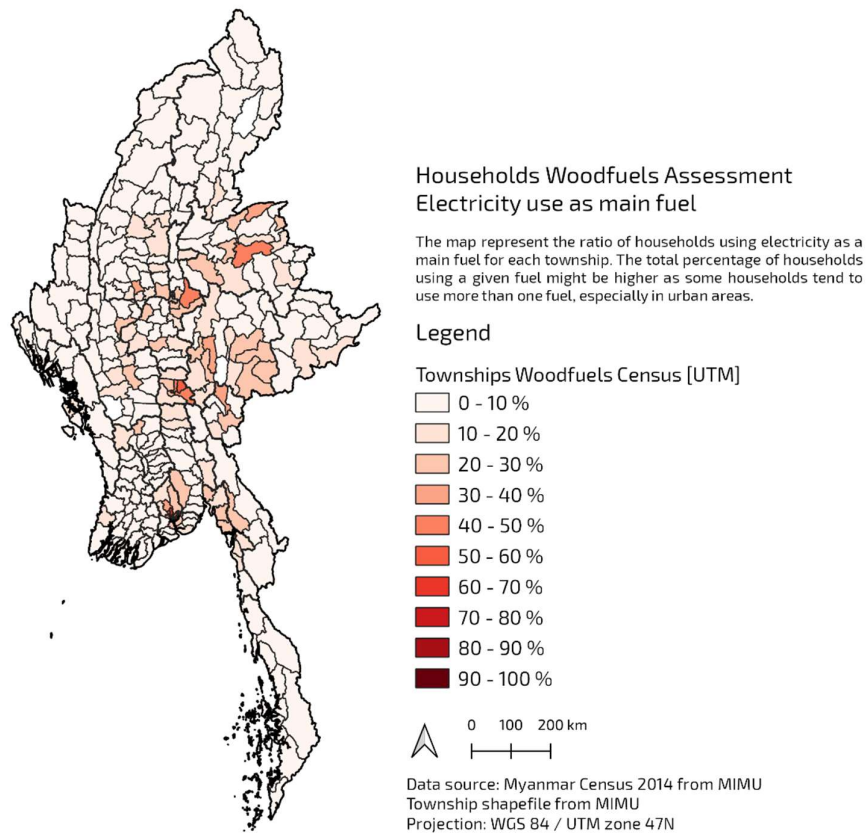 Households Woodfuels Assessment
Electricity use as main fuel
The map represent the ratio of households using electricity as a
main fuel for each township. The total percentage of households
using a given fuel might be higher as some households tend to
use more than one fuel, especially in urban areas.
Legend
Townships Woodfuels Census [UTM]
0 - 10 %
10 - 20 %
20 - 30 %
30 - 40 %
40 - 50 %
50 - 60 %
60 - 70 %
70 - 80 %
80 - 90 %
90 - 100 %
0 100 200 km
Data source: Myanmar Census 2014 from MIMU
Township shapefile from MIMU
Projection: WGS 84 / UTM zone 47N